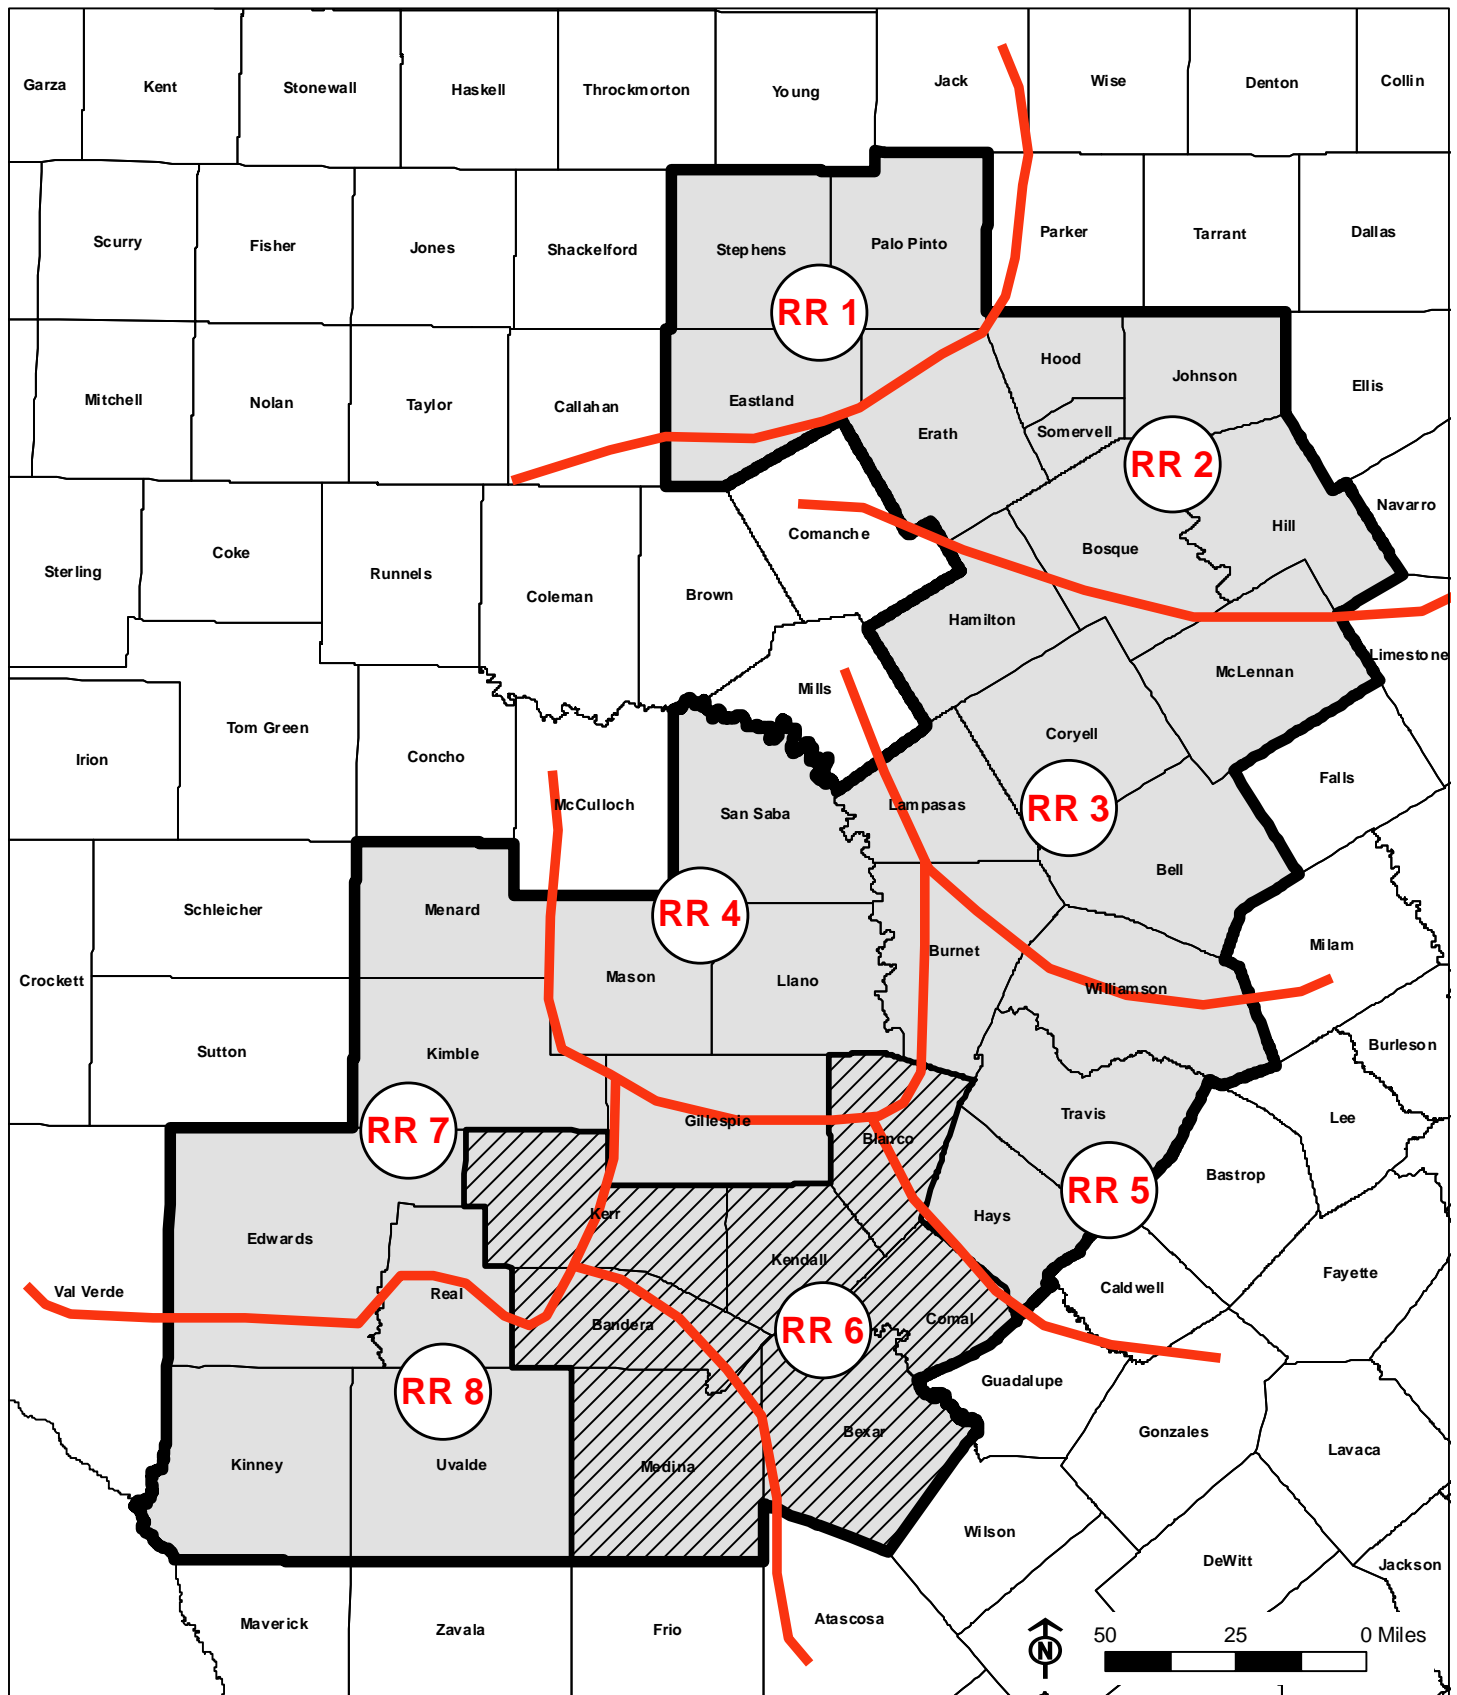 Garza
Kent
Stonewall
Haskell
Throckmorton
Young
Jack
Wise
Denton
Collin
Scurry
Fisher
Jones
Shackelford
Stephens
Palo Pinto
Parker
Tarrant
Dallas
RR 1
Mitchell
Nolan
Taylor
Callahan
Eastland
Erath
Hood
Johnson
Somervell
Ellis
RR 2
Navarro
Sterling
Coke
Runnels
Coleman
Brown
Comanche
Bosque
Hill
Hamilton
Limestone
McLennan
Mills
Irion
Tom Green
Concho
McCulloch
San Saba
Lampasas
Coryell
RR 3
Falls
Bell
Schleicher
Menard
RR 4
Crockett
Mason
Llano
Burnet
Williamson
Milam
Sutton
Kimble
Burleson
Gillespie
Blanco
Travis
Lee
RR 7
Bastrop
RR 5
Edwards
Kerr
Hays
Kendall
Val Verde
Real
Bandera
RR 6
Comal
Caldwell
Fayette
RR 8
Guadalupe
Kinney
Uvalde
Medina
Bexar
Gonzales
Lavaca
Wilson
DeWitt
Jackson
Maverick
Zavala
Frio
Atascosa
N
50 25 0 Miles